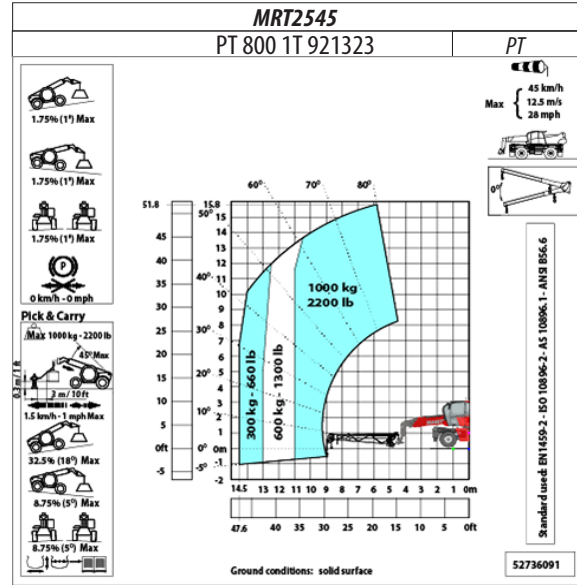 MRT2545
PT 800 1T 921323
PT
1.75% (1°) Max
1.75% (1°) Max
1.75% (1°) Max
P
0 km/h - 0 mph
Pick & Carry
Max 1000 kg - 2200 lb
45° Max
0.3 m / 1 ft
3 m / 10 ft
1.5 km/h - 1 mph Max
32.5% (18°) Max
8.75% (5°) Max
8.75% (5°) Max
Max
45 km/h
12.5 m/s
28 mph
0°
60°
70°
80°
51.8
15.8
50°
15
14
45
13
40
12
11
40°
35
10
30°
30
9
8
25
7
20°
20
6
5
15
4
10°
10
3
2
5
1
0ft
0°
0m
-5
-5°
-1
-2
1000 kg
2200 lb
600 kg - 1300 lb
300 kg - 660 lb
14.5 13 12 11 10 9 8 7 6 5 4 3 2 1 0m
47.6 40 35 30 25 20 15 10 5 0ft
Ground conditions: solid surface
Standard used: EN1459-2 - ISO 10896-2 - AS 10896.1 - ANSI B56.6
52736091